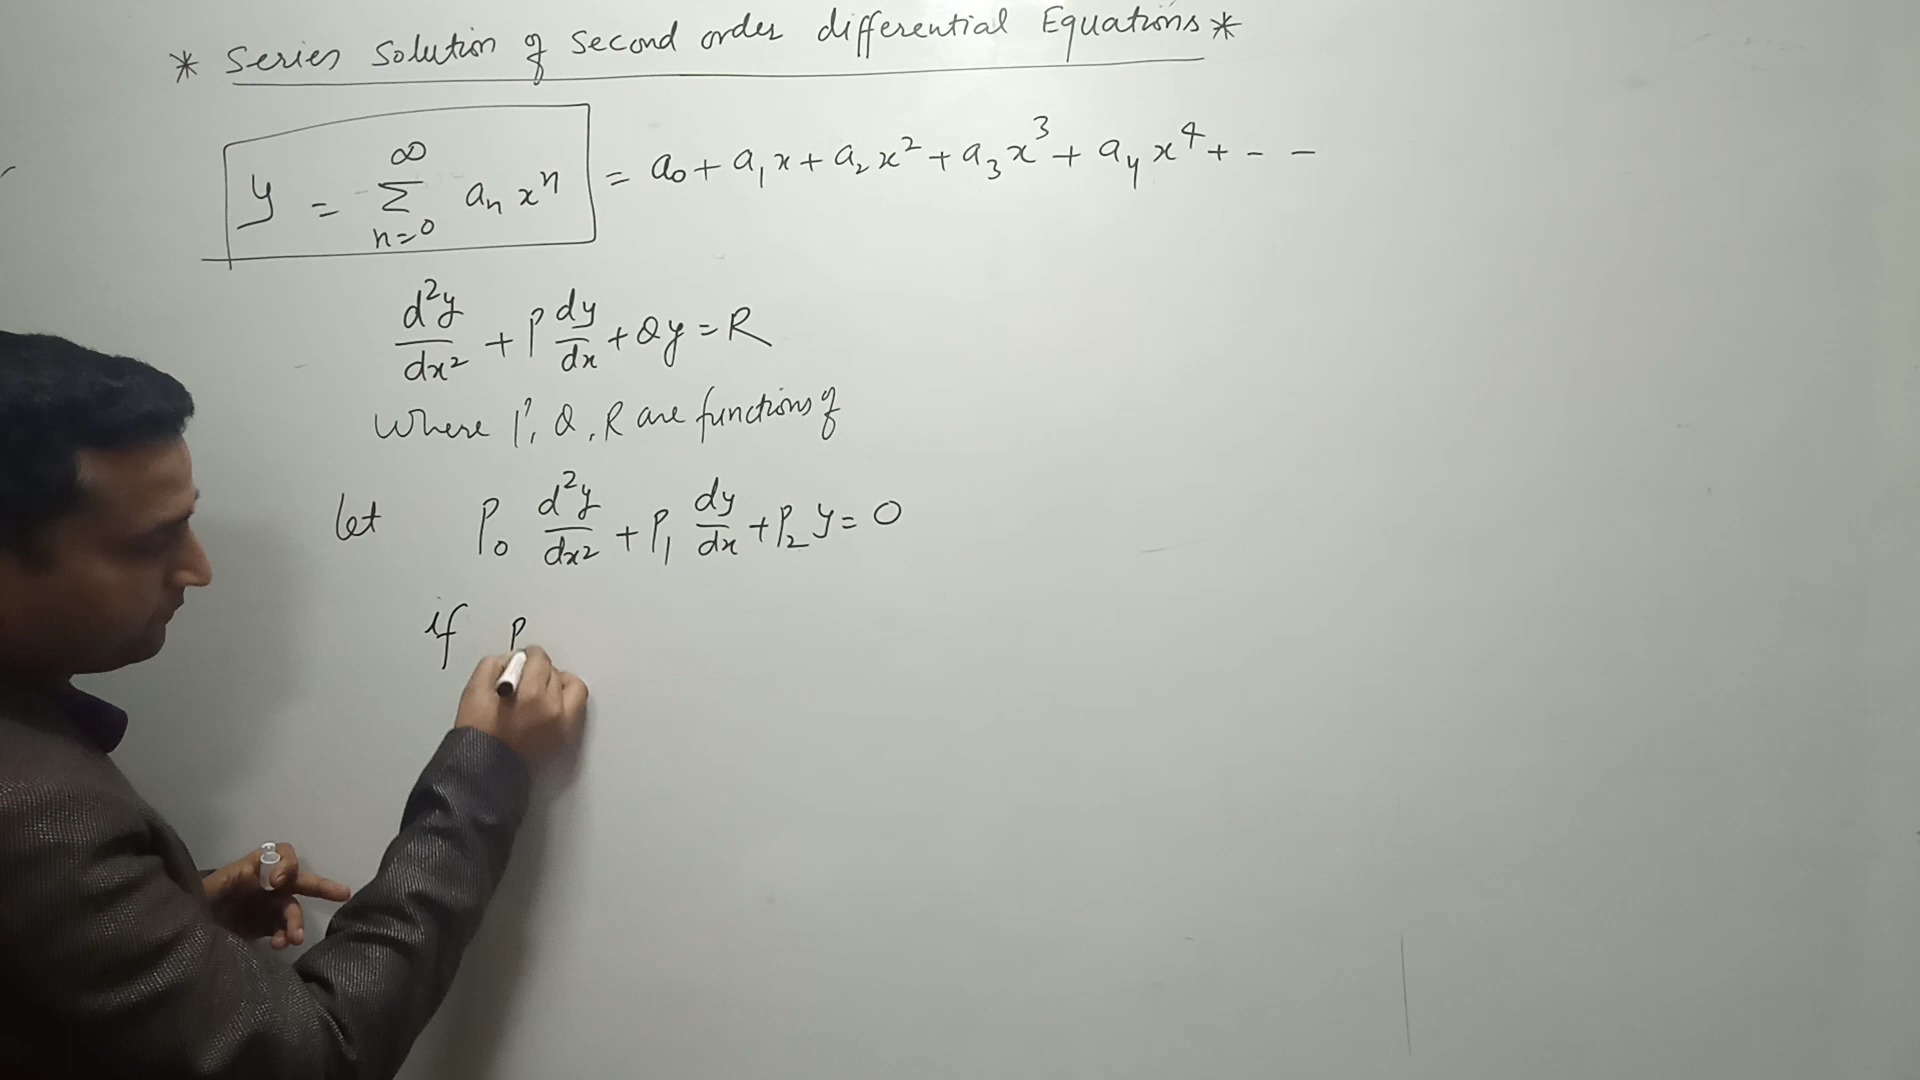 * Series Solution of Second order differential Equations *
y = ∑_{n=0}^{∞} aₙ xⁿ = a₀ + a₁x + a₂x² + a₃x³ + a₄x⁴ + - -
d²y/dx² + P dy/dx + Qy = R
Where P, Q, R are functions of
let P₀ d²y/dx² + P₁ dy/dx + P₂ y = 0
if P